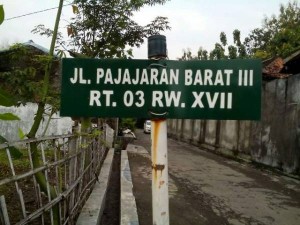 JL. PAJAJARAN BARAT III
RT. 03 RW. XVII